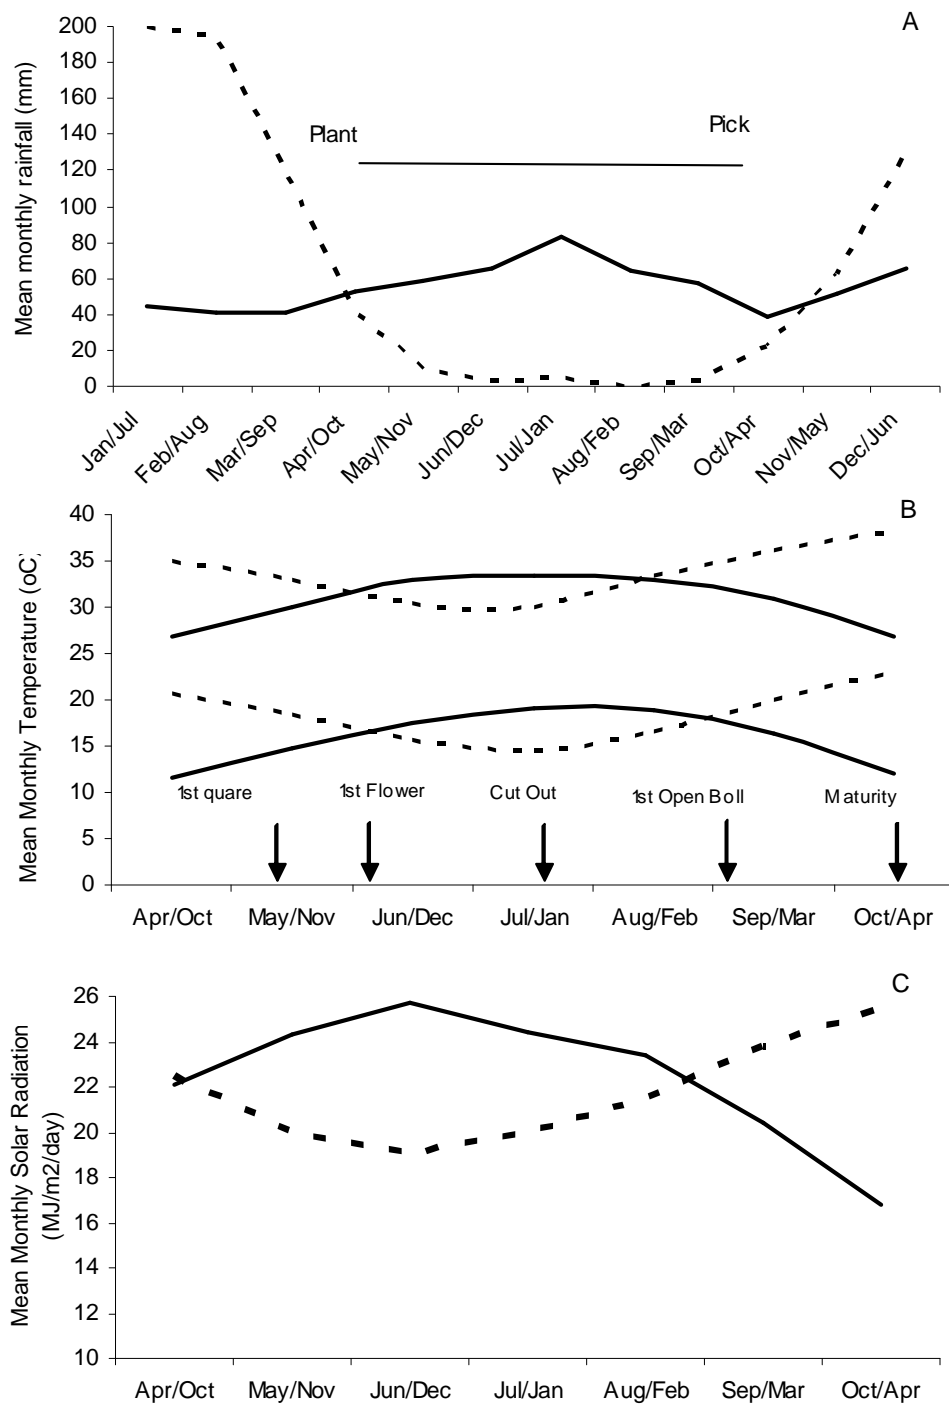 A
Mean monthly rainfall (mm)
200
180
160
140
120
100
80
60
40
20
0
Plant
Pick
Jan/Jul
Feb/Aug
Mar/Sep
Apr/Oct
May/Nov
Jun/Dec
Jul/Jan
Aug/Feb
Sep/Mar
Oct/Apr
Nov/May
Dec/Jun
B
Mean Monthly Temperature (oC)
40
35
30
25
20
15
10
5
0
1st quare
1st Flower
Cut Out
1st Open Boll
Maturity
Apr/Oct
May/Nov
Jun/Dec
Jul/Jan
Aug/Feb
Sep/Mar
Oct/Apr
C
Mean Monthly Solar Radiation
(MJ/m2/day)
26
24
22
20
18
16
14
12
10
Apr/Oct
May/Nov
Jun/Dec
Jul/Jan
Aug/Feb
Sep/Mar
Oct/Apr